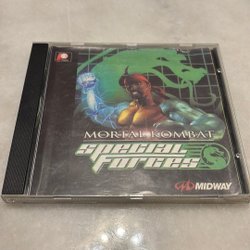 MORTAL KOMBAT
Special
Forces
MIDWAY